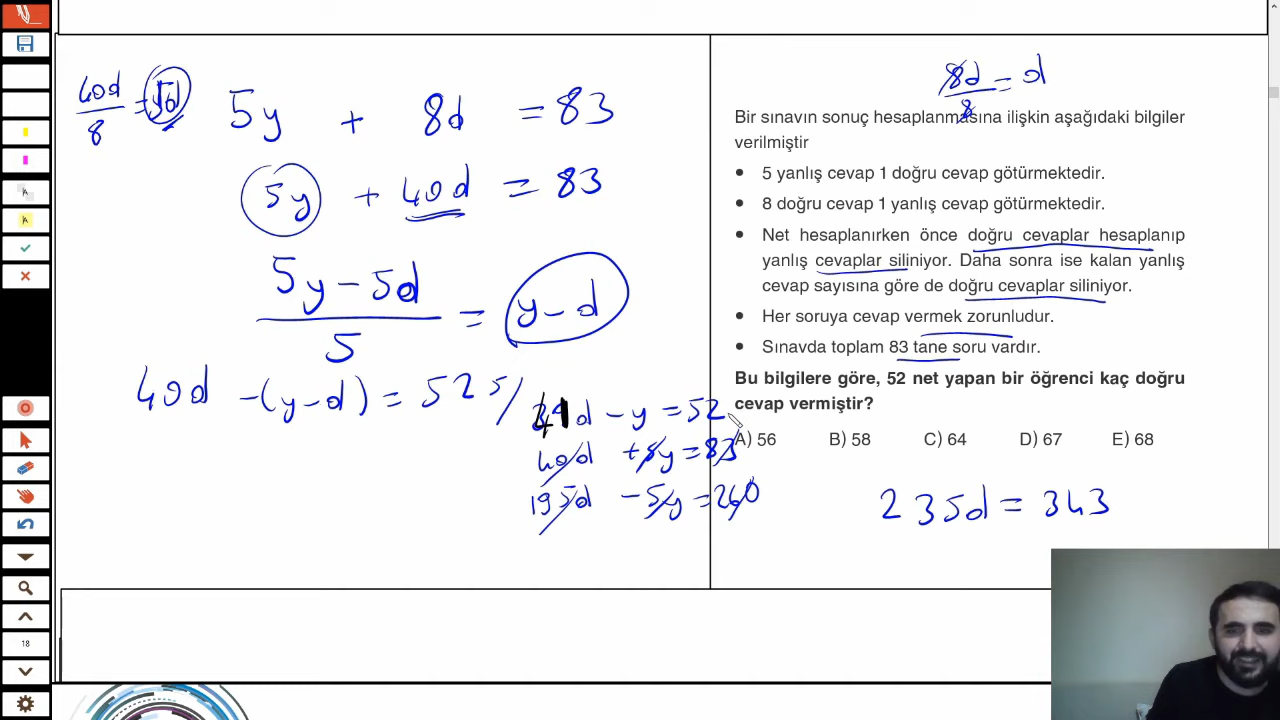 40d/8 = 5d
5y + 8d = 83
5y + 40d = 83
5y - 5d / 5 = y - d
40d - (y - d) = 52 5/
41d - y = 52
40d + 5y = 83
195d - 5y = 260
8d/8 = d
Bir sınavın sonuç hesaplanmasına ilişkin aşağıdaki bilgiler
verilmiştir
• 5 yanlış cevap 1 doğru cevap götürmektedir.
• 8 doğru cevap 1 yanlış cevap götürmektedir.
• Net hesaplanırken önce doğru cevaplar hesaplanıp
yanlış cevaplar siliniyor. Daha sonra ise kalan yanlış
cevap sayısına göre de doğru cevaplar siliniyor.
• Her soruya cevap vermek zorunludur.
• Sınavda toplam 83 tane soru vardır.
Bu bilgilere göre, 52 net yapan bir öğrenci kaç doğru
cevap vermiştir?
A) 56 B) 58 C) 64 D) 67 E) 68
235d = 343
18